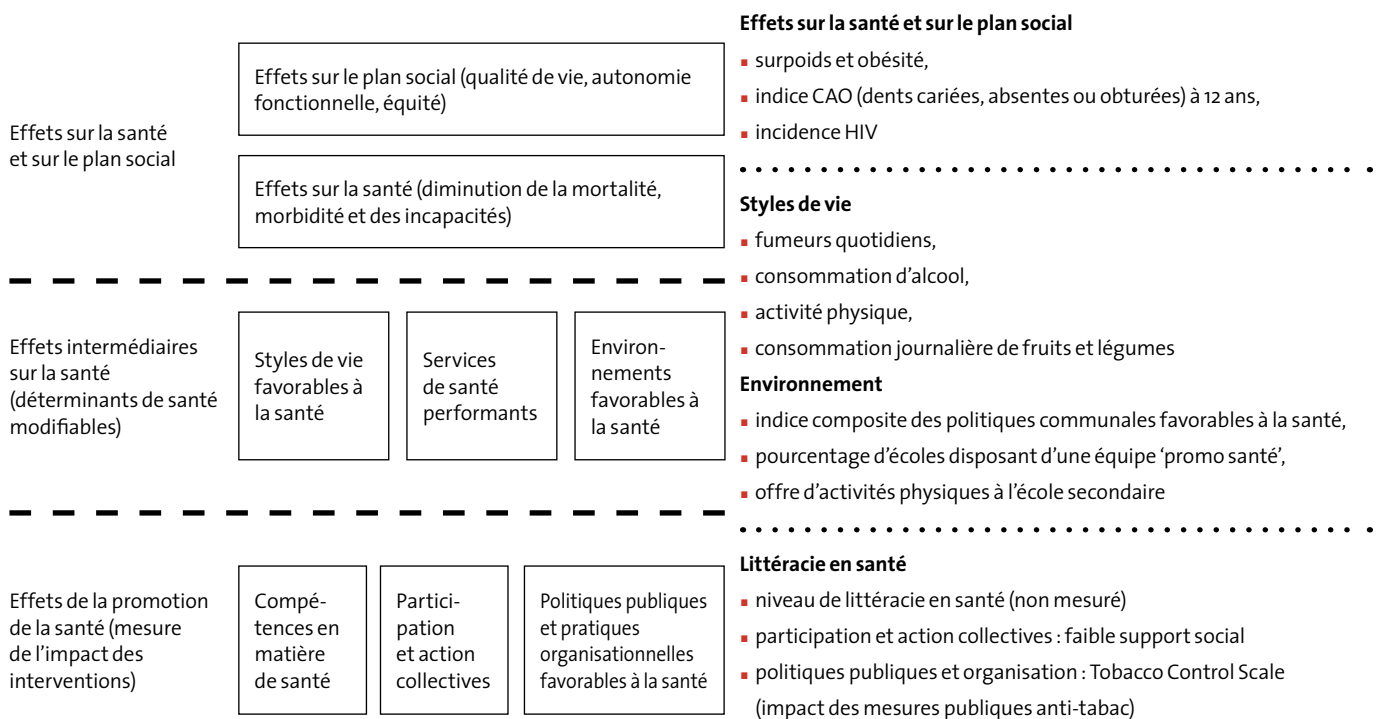 Effets sur la santé
et sur le plan social
Effets sur le plan social (qualité de vie, autonomie
fonctionnelle, équité)
Effets sur la santé (diminution de la mortalité,
morbidité et des incapacités)
Effets intermédiaires
sur la santé
(déterminants de santé
modifiables)
Styles de vie
favorables à
la santé
Services
de santé
performants
Environ-
nements
favorables à
la santé
Effets de la promotion
de la santé (mesure
de l'impact des
interventions)
Compé-
tences en
matière
de santé
Partici-
pation
et action
collectives
Politiques publiques
et pratiques
organisationnelles
favorables à la santé
Effets sur la santé et sur le plan social
▪ surpoids et obésité,
▪ indice CAO (dents cariées, absentes ou obturées) à 12 ans,
▪ incidence HIV
Styles de vie
▪ fumeurs quotidiens,
▪ consommation d'alcool,
▪ activité physique,
▪ consommation journalière de fruits et légumes
Environnement
▪ indice composite des politiques communales favorables à la santé,
▪ pourcentage d'écoles disposant d'une équipe 'promo santé',
▪ offre d'activités physiques à l'école secondaire
Littéracie en santé
▪ niveau de littéracie en santé (non mesuré)
▪ participation et action collectives : faible support social
▪ politiques publiques et organisation : Tobacco Control Scale
(impact des mesures publiques anti-tabac)